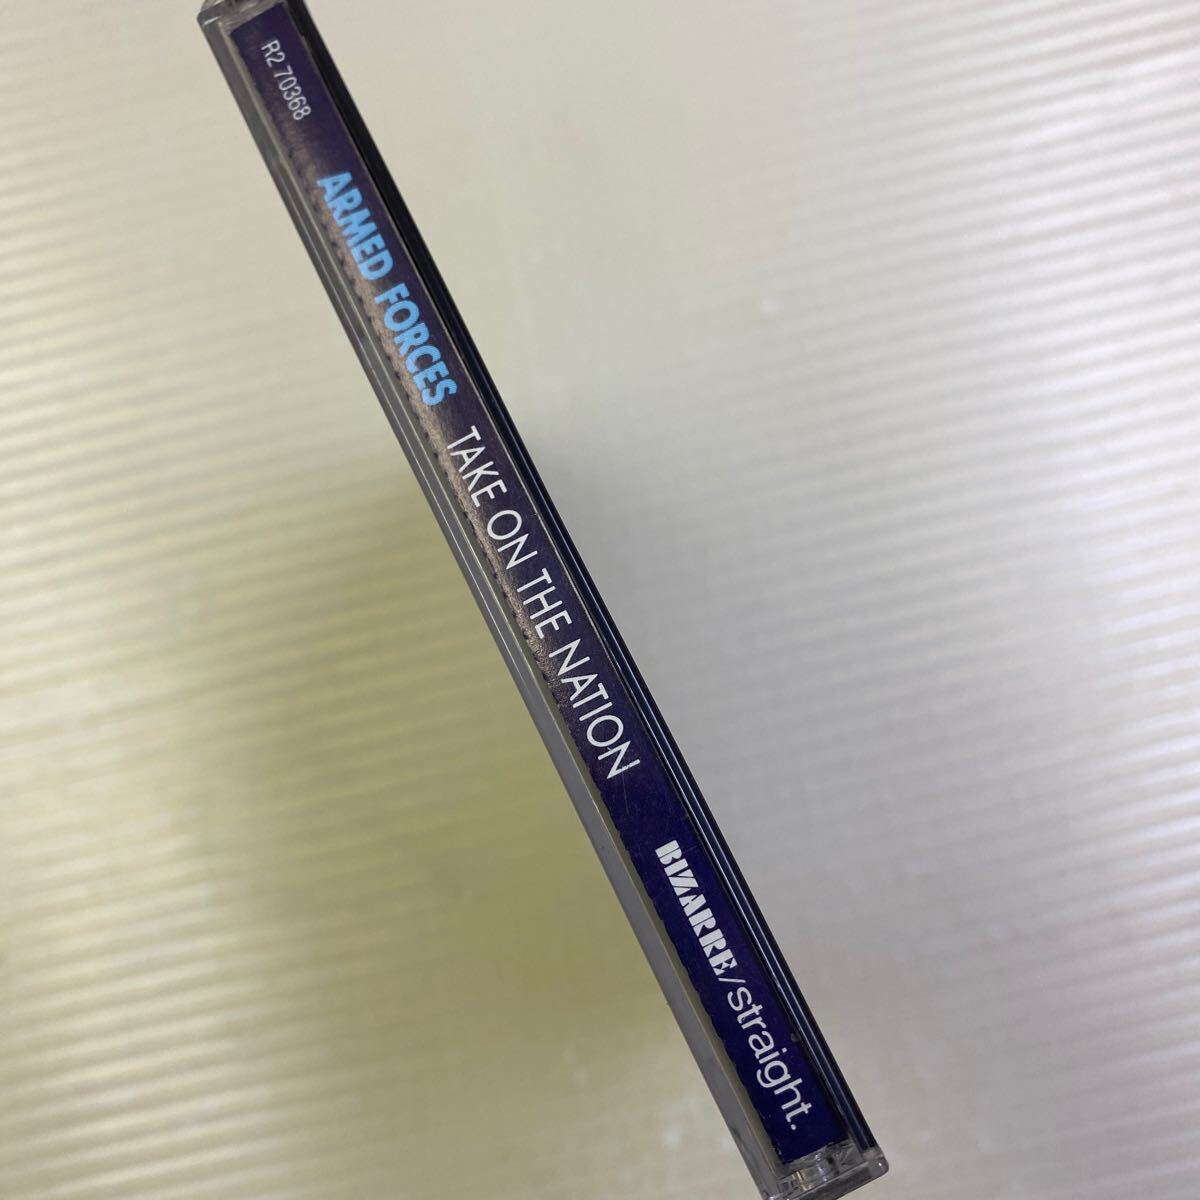 R2 70368 ARMED FORCES TAKE ON THE NATION BIZARRE/straight.